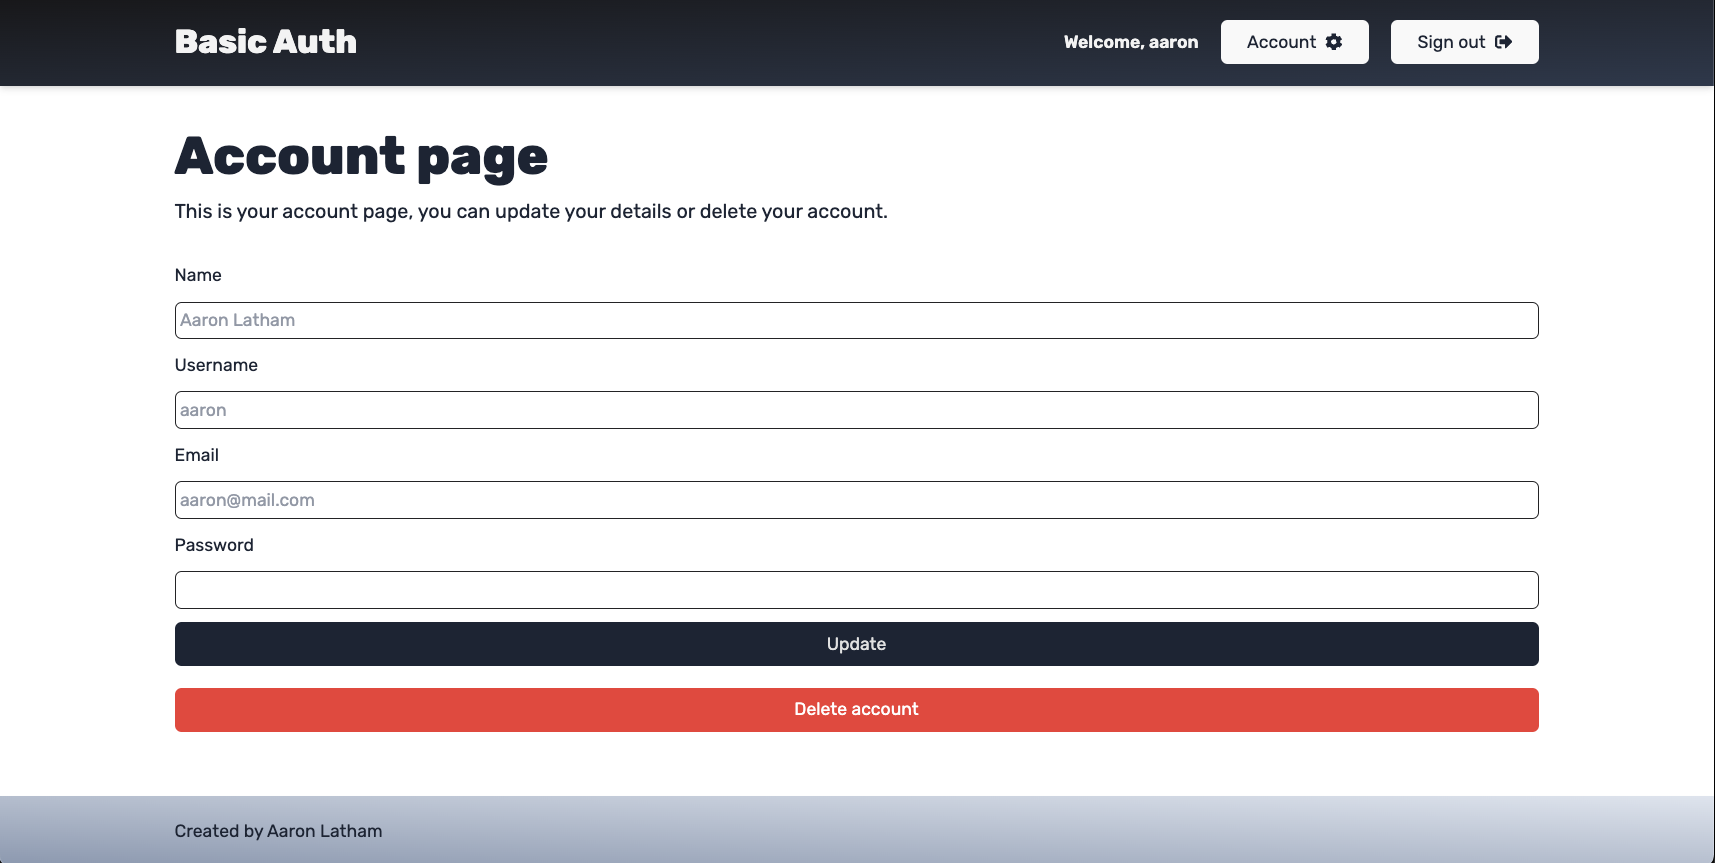 Basic Auth
Welcome, aaron
Account
Sign out
Account page
This is your account page, you can update your details or delete your account.
Name
Aaron Latham
Username
aaron
Email
aaron@mail.com
Password
Update
Delete account
Created by Aaron Latham